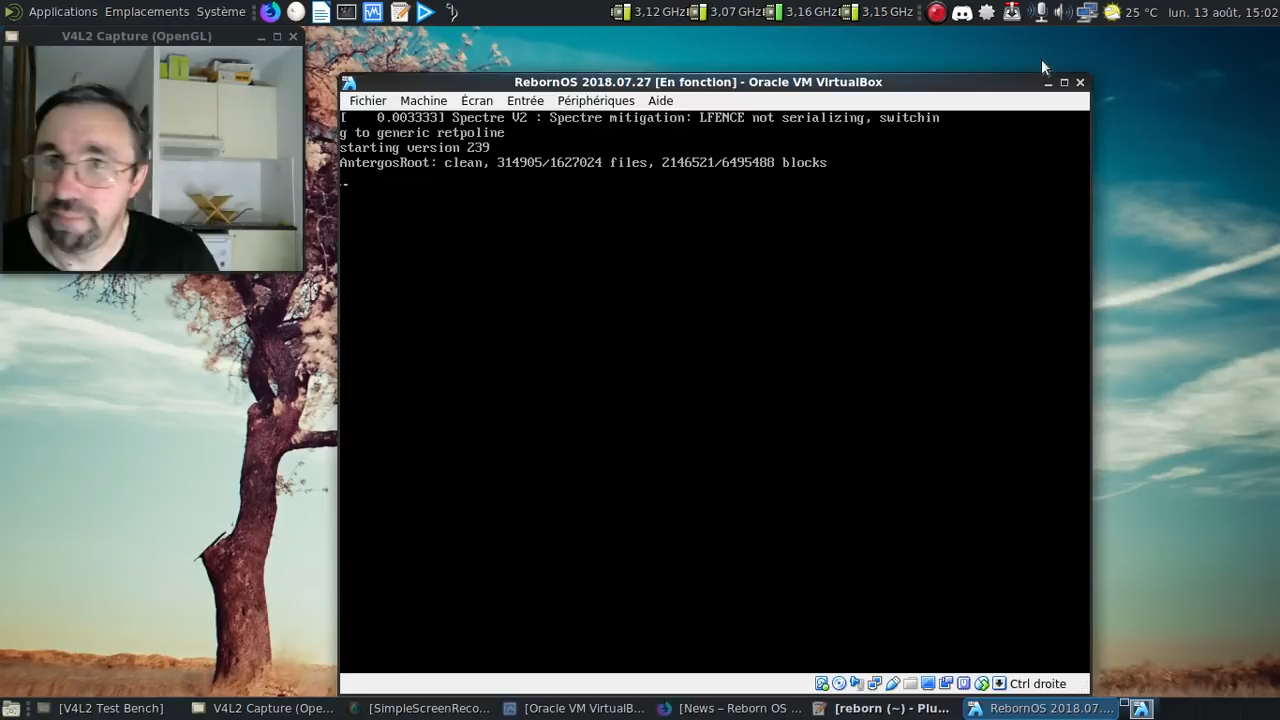 Applications Emplacements Système
3,12 GHz 3,07 GHz 3,16 GHz 3,15 GHz 25 °C lun. 13 août, 15:02
V4L2 Capture (OpenGL)
RebornOS 2018.07.27 [En fonction] - Oracle VM VirtualBox
Fichier Machine Écran Entrée Périphériques Aide
[    0.003333] Spectre V2 : Spectre mitigation: LFENCE not serializing, switchin
g to generic retpoline
starting version 239
AntergosRoot: clean, 314905/1627024 files, 2146521/6495488 blocks
Ctrl droite
[V4L2 Test Bench] V4L2 Capture (Ope... [SimpleScreenReco... [Oracle VM VirtualB... [News – Reborn OS ... [reborn (~) - Plu... RebornOS 2018.07....